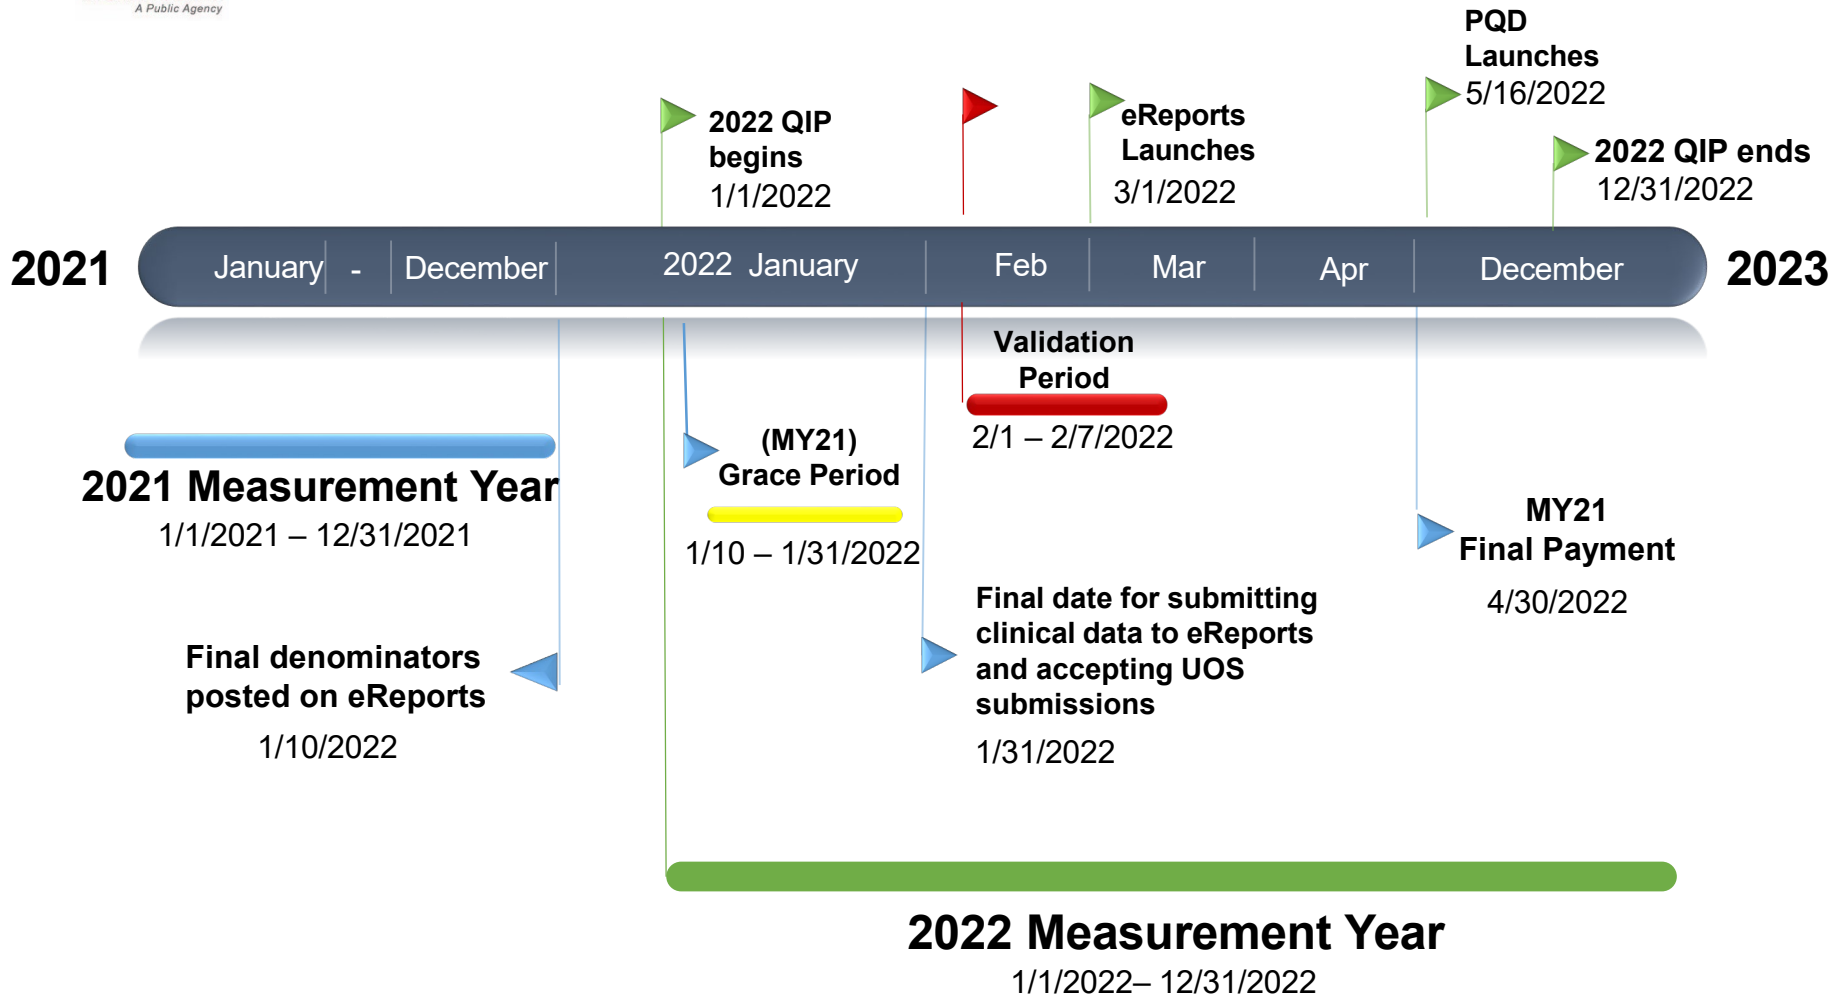 A Public Agency
PQD
Launches
5/16/2022
2022 QIP
begins
1/1/2022
eReports
Launches
3/1/2022
2022 QIP ends
12/31/2022
2021
January - December 2022 January Feb Mar Apr December
2023
Validation
Period
2/1 – 2/7/2022
2021 Measurement Year
1/1/2021 – 12/31/2021
(MY21)
Grace Period
1/10 – 1/31/2022
MY21
Final Payment
4/30/2022
Final denominators
posted on eReports
1/10/2022
Final date for submitting
clinical data to eReports
and accepting UOS
submissions
1/31/2022
2022 Measurement Year
1/1/2022– 12/31/2022